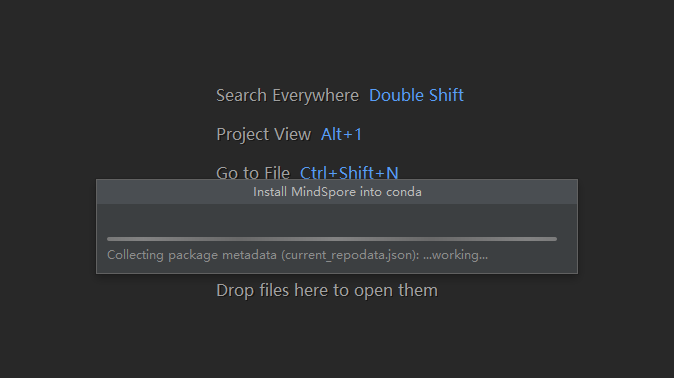 Search Everywhere Double Shift
Project View Alt+1
Go to File Ctrl+Shift+N
Install MindSpore into conda
Collecting package metadata (current_repodata.json): ...working...
Drop files here to open them